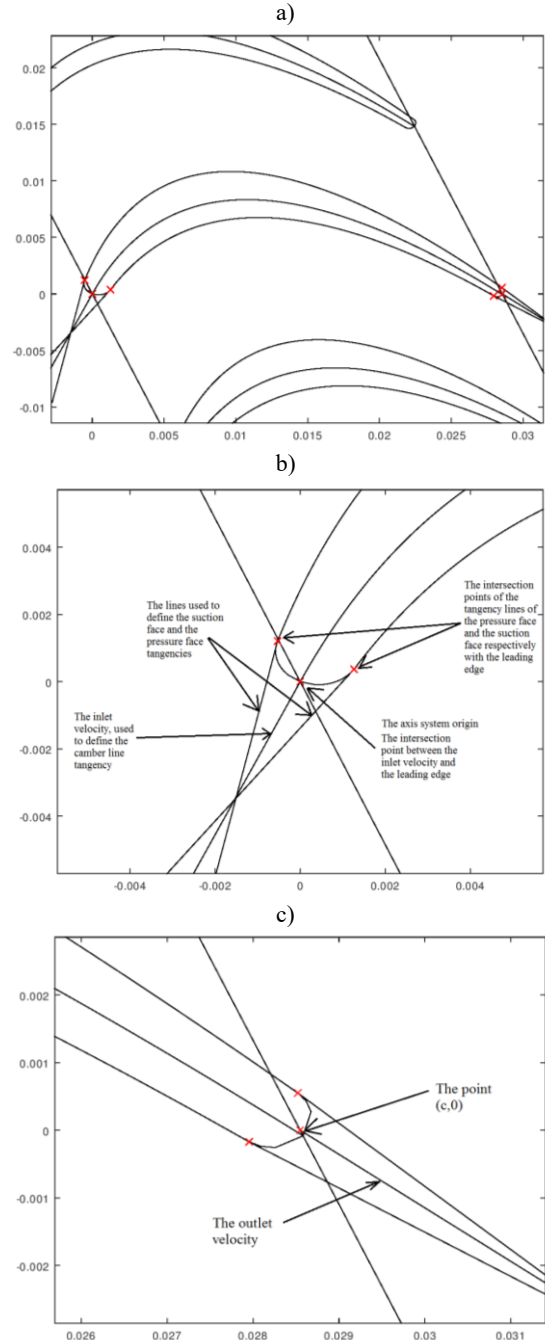 a)
0.02
0.015
0.01
0.005
0
-0.005
-0.01
0
0.005
0.01
0.015
0.02
0.025
0.03
b)
0.004
0.002
0
-0.002
-0.004
The lines used to
define the suction
face and the
pressure face
tangencies
The inlet
velocity, used
to define the
camber line
tangency
The intersection
points of the
tangency lines of
the pressure face
and the suction
face respectively
with the leading
edge
The axis system origin
The intersection
point between the
inlet velocity and
the leading edge
-0.004
-0.002
0
0.002
0.004
c)
0.002
0.001
0
-0.001
-0.002
The point
(c,0)
The outlet
velocity
0.026
0.027
0.028
0.029
0.03
0.031